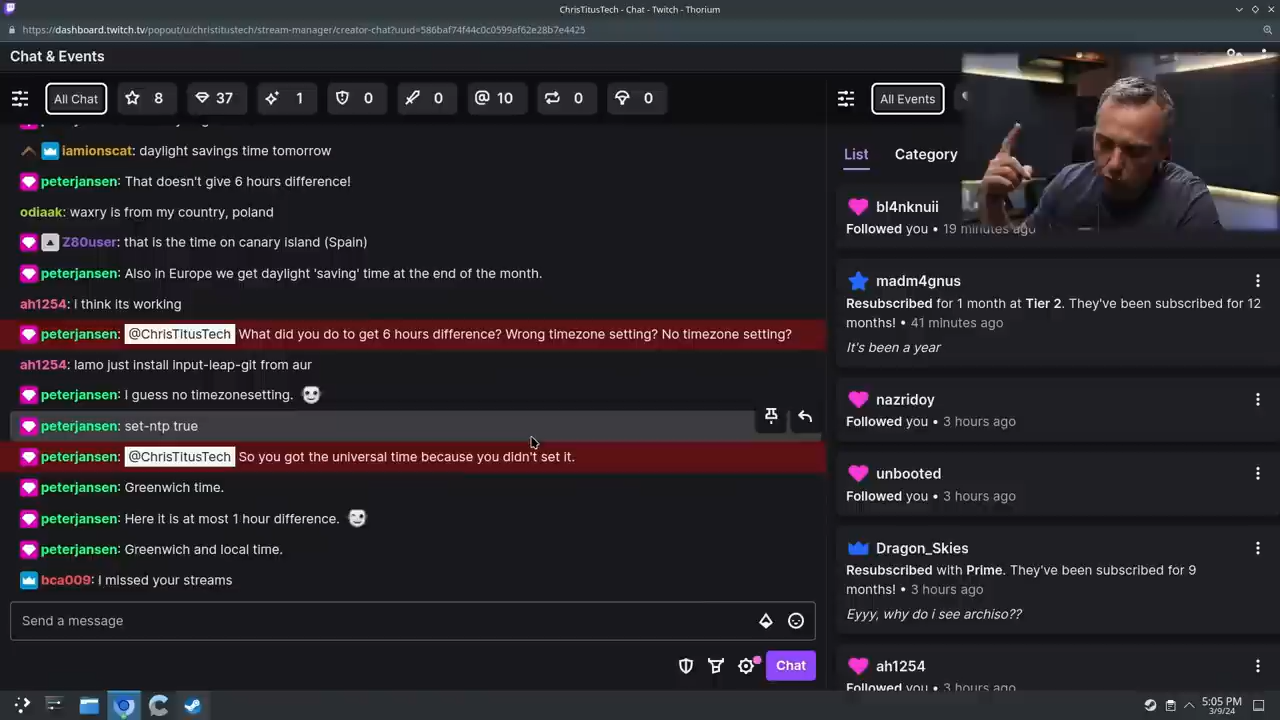 ChrisTitusTech - Chat - Twitch - Thorium
https://dashboard.twitch.tv/popout/u/christitustech/stream-manager/creator-chat?uuid=586baf74f44c0c0599af62e28b7e4425
Chat & Events
All Chat 8 37 1 0 0 @ 10 0 0
iamionscat: daylight savings time tomorrow
peterjansen: That doesn't give 6 hours difference!
odiaak: waxry is from my country, poland
Z80user: that is the time on canary island (Spain)
peterjansen: Also in Europe we get daylight 'saving' time at the end of the month.
ah1254: I think its working
peterjansen: @ChrisTitusTech What did you do to get 6 hours difference? Wrong timezone setting? No timezone setting?
ah1254: lamo just install input-leap-git from aur
peterjansen: I guess no timezonesetting.
peterjansen: set-ntp true
peterjansen: @ChrisTitusTech So you got the universal time because you didn't set it.
peterjansen: Greenwich time.
peterjansen: Here it is at most 1 hour difference.
peterjansen: Greenwich and local time.
bca009: I missed your streams
Send a message
Chat
All Events
List Category
bl4nknuii
Followed you • 19 minutes ago
madm4gnus
Resubscribed for 1 month at Tier 2. They've been subscribed for 12
months! • 41 minutes ago
It's been a year
nazridoy
Followed you • 3 hours ago
unbooted
Followed you • 3 hours ago
Dragon_Skies
Resubscribed with Prime. They've been subscribed for 9
months! • 3 hours ago
Eyyy, why do i see archiso??
ah1254
Followed you • 3 hours ago
5:05 PM
3/9/24